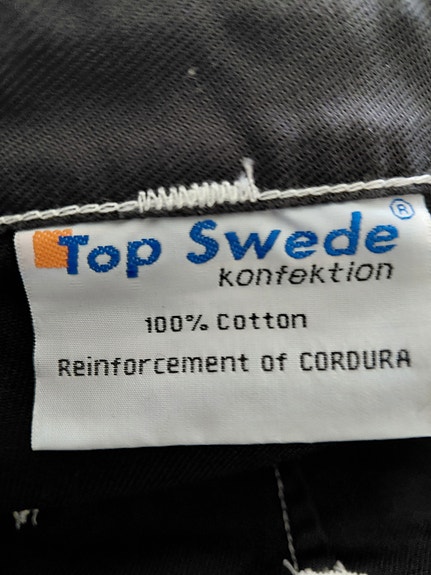 Top Swede ®
konfektion
100% Cotton
Reinforcement of CORDURA